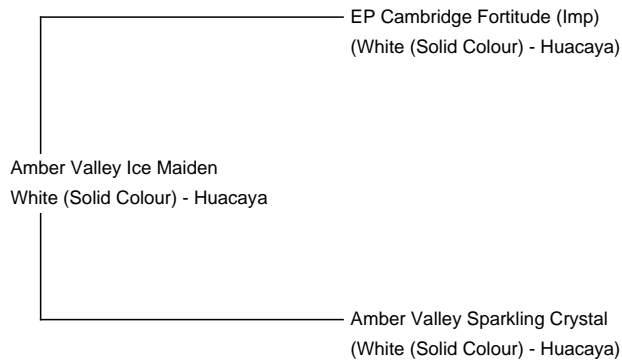 EP Cambridge Fortitude (Imp)
(White (Solid Colour) - Huacaya)
Amber Valley Ice Maiden
White (Solid Colour) - Huacaya
Amber Valley Sparkling Crystal
(White (Solid Colour) - Huacaya)